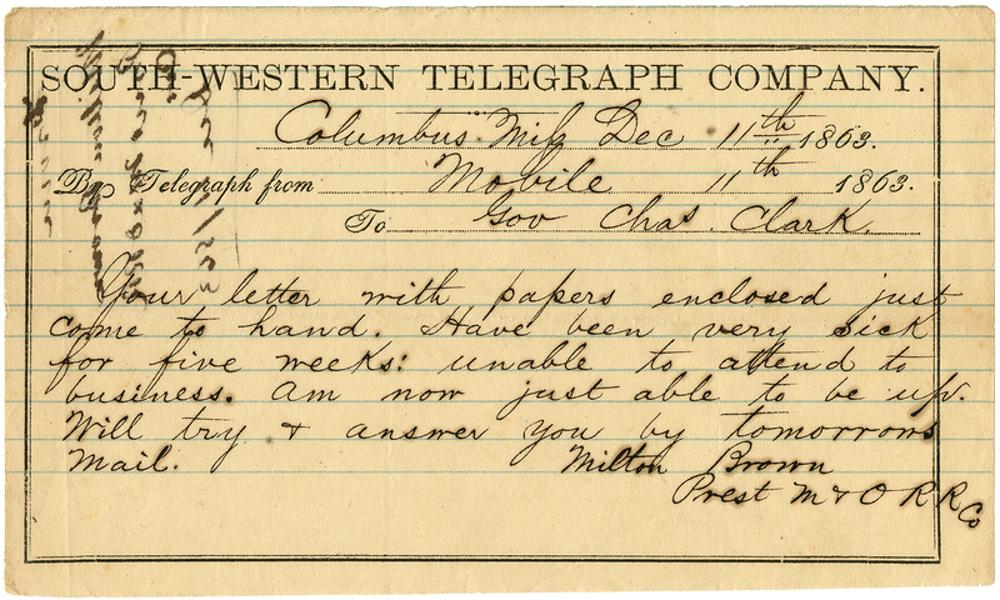 SOUTH-WESTERN TELEGRAPH COMPANY.
Columbus. Mip Dec 11th 1863.
By Telegraph from Mobile 11th 1863.
To Gov Chas. Clark.
Your letter with papers enclosed just
come to hand. Have been very sick
for five weeks: unable to attend to
business. am now just able to be up.
Will try & answer you by tomorrows
Mail. Milton Brown
Prest M & O R R Co